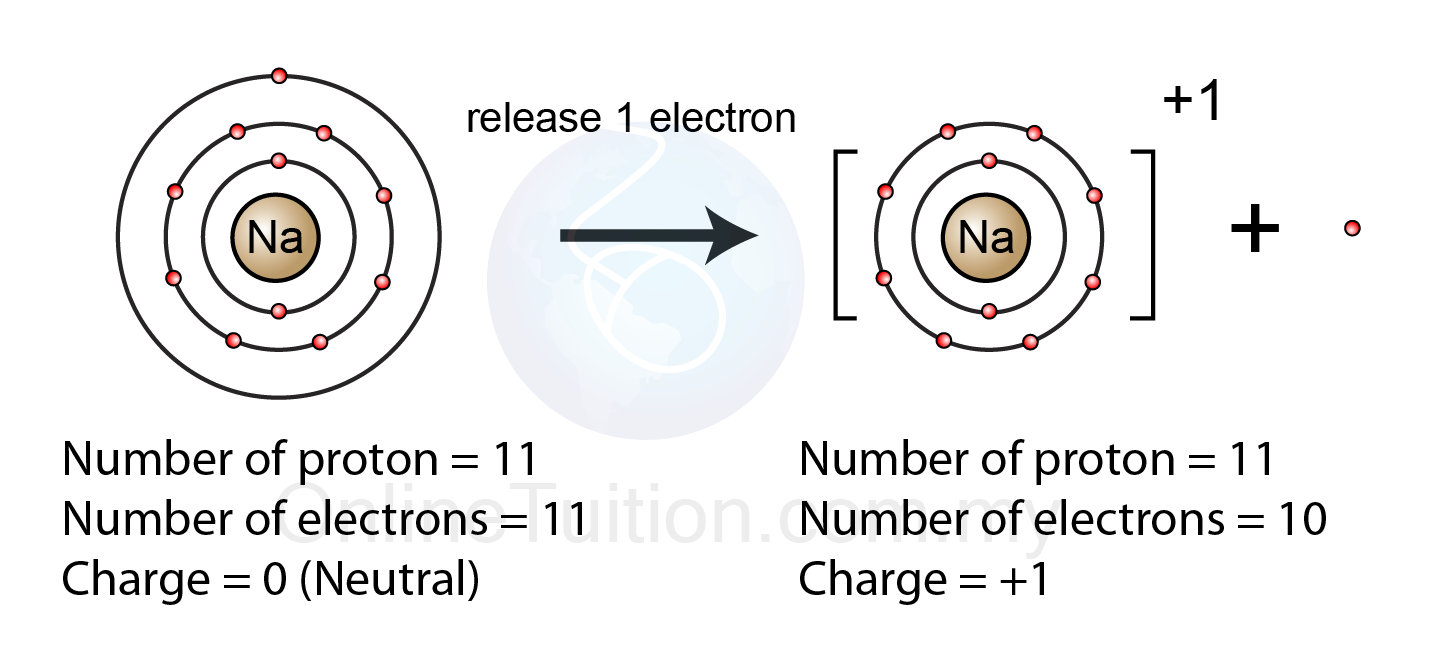 release 1 electron
+1
Na
Na
+
Number of proton = 11
Number of electrons = 11
Charge = 0 (Neutral)
Number of proton = 11
Number of electrons = 10
Charge = +1
OnlineTuition.com.my